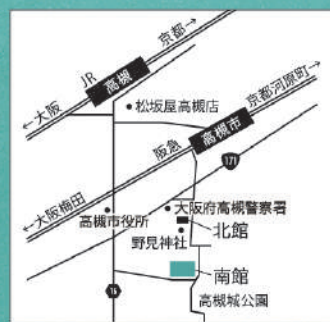 京都→
JR
高槻
←大阪
松坂屋高槻店
京都河原町→
高槻市
阪急
171
←大阪梅田
大阪府高槻警察署
高槻市役所
北館
野見神社
南館
16
高槻城公園